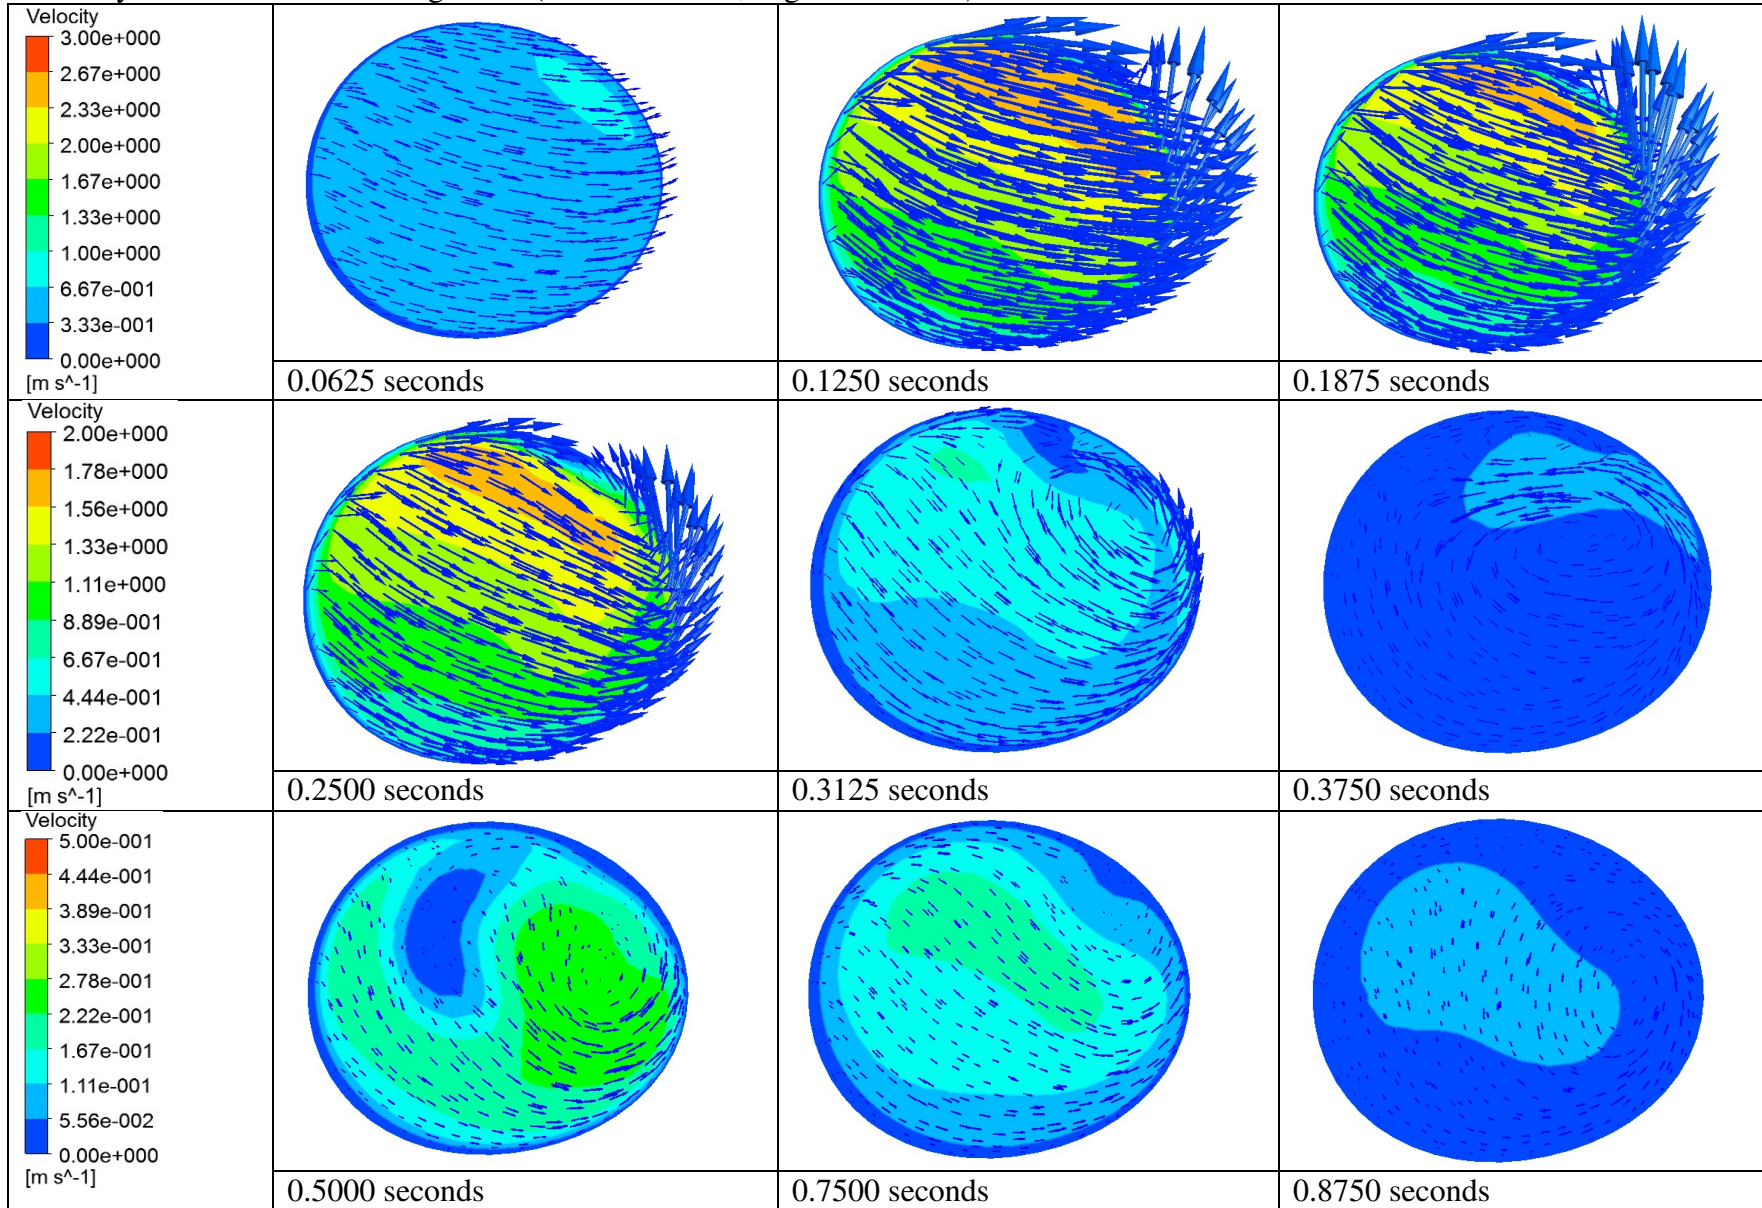 Velocity
3.00e+000
2.67e+000
2.33e+000
2.00e+000
1.67e+000
1.33e+000
1.00e+000
6.67e-001
3.33e-001
0.00e+000
[m s^-1]
0.0625 seconds
0.1250 seconds
0.1875 seconds
Velocity
2.00e+000
1.78e+000
1.56e+000
1.33e+000
1.11e+000
8.89e-001
6.67e-001
4.44e-001
2.22e-001
0.00e+000
[m s^-1]
0.2500 seconds
0.3125 seconds
0.3750 seconds
Velocity
5.00e-001
4.44e-001
3.89e-001
3.33e-001
2.78e-001
2.22e-001
1.67e-001
1.11e-001
5.56e-002
0.00e+000
[m s^-1]
0.5000 seconds
0.7500 seconds
0.8750 seconds